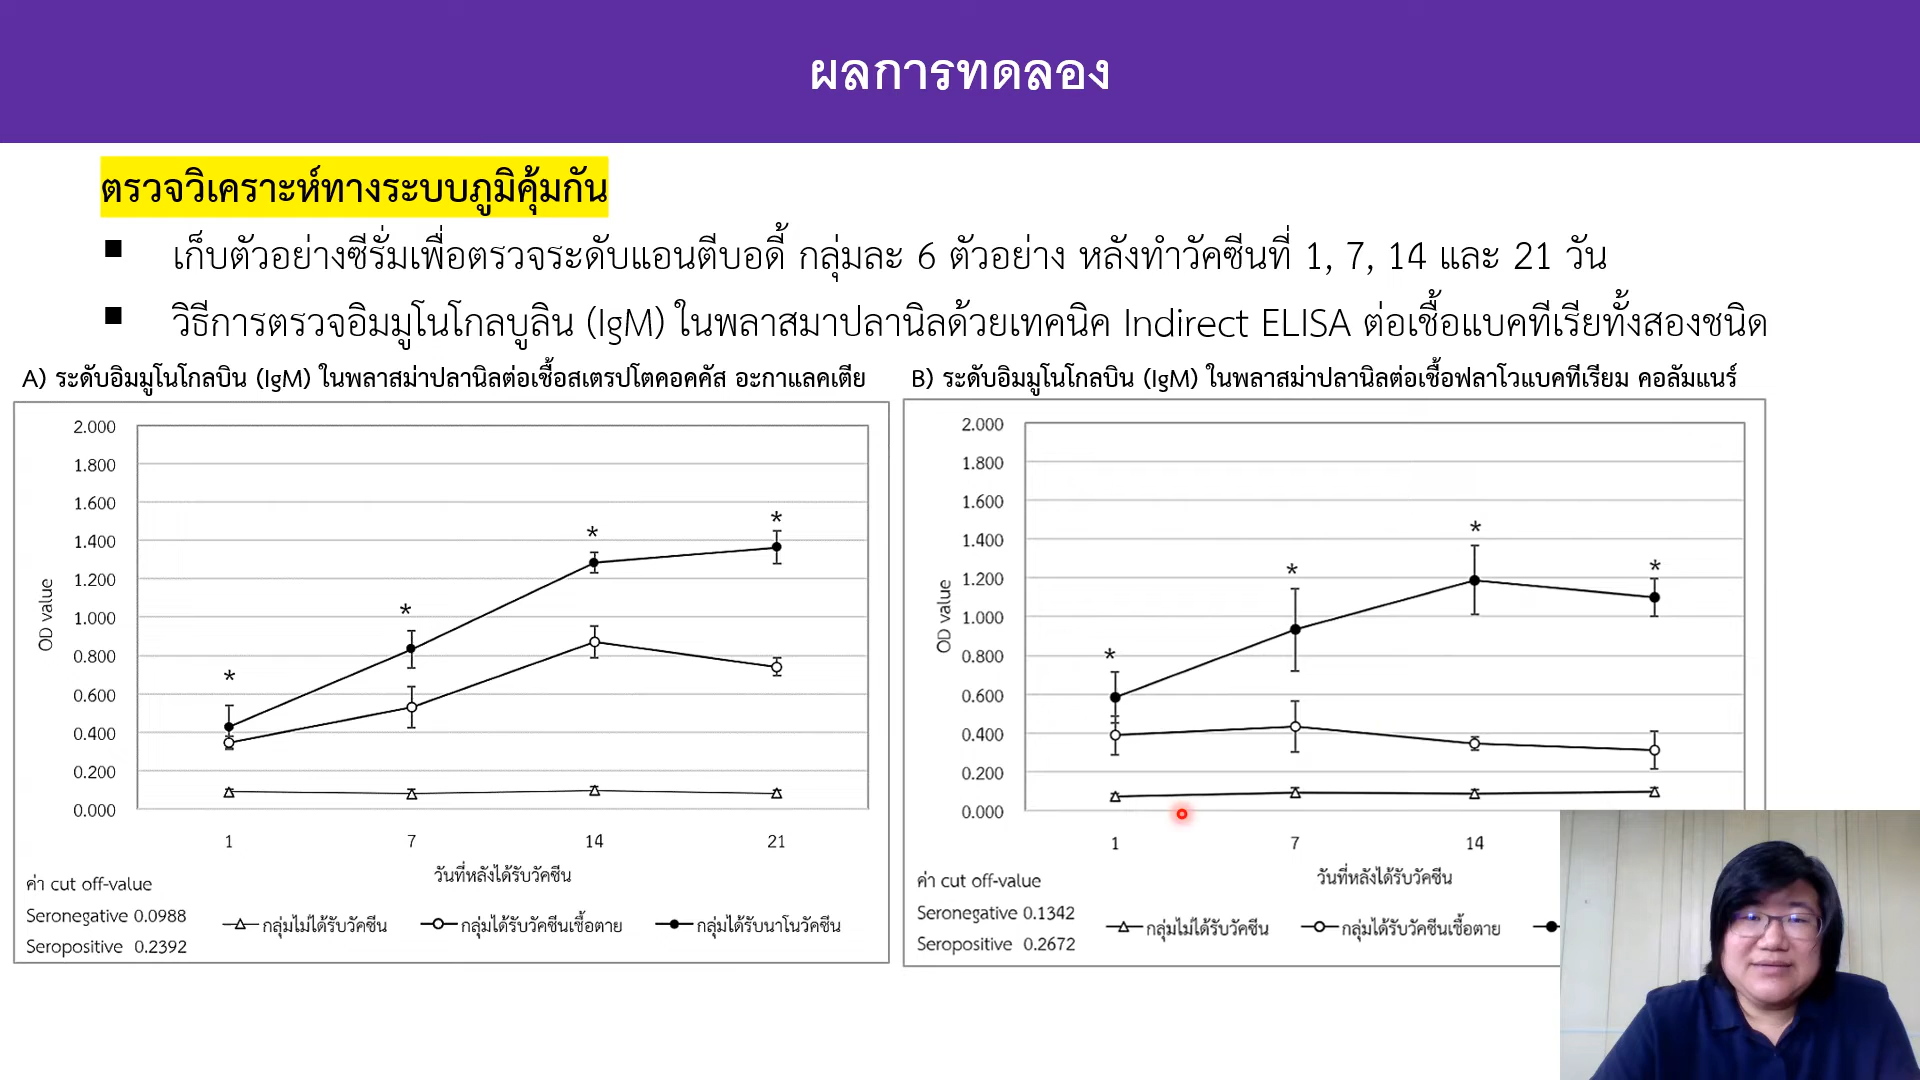 ผลการทดลอง
ตรวจวิเคราะห์ทางระบบภูมิคุ้มกัน
■ เก็บตัวอย่างซีรั่มเพื่อตรวจระดับแอนตีบอดี้ กลุ่มละ 6 ตัวอย่าง หลังทำวัคซีนที่ 1, 7, 14 และ 21 วัน
■ วิธีการตรวจอิมมูโนโกลบูลิน (IgM) ในพลาสมาปลานิลด้วยเทคนิค Indirect ELISA ต่อเชื้อแบคทีเรียทั้งสองชนิด
A) ระดับอิมมูโนโกลบิน (IgM) ในพลาสม่าปลานิลต่อเชื้อสเตรปโตคอคคัส อะกาแลคเตีย
2.000
1.800
1.600
1.400
1.200
1.000
0.800
0.600
0.400
0.200
0.000
OD value
* * * *
1 7 14 21
วันที่หลังได้รับวัคซีน
ค่า cut off-value
Seronegative 0.0988
Seropositive 0.2392
กลุ่มไม่ได้รับวัคซีน กลุ่มได้รับวัคซีนเชื้อตาย กลุ่มได้รับนาโนวัคซีน
B) ระดับอิมมูโนโกลบิน (IgM) ในพลาสม่าปลานิลต่อเชื้อฟลาโวแบคทีเรียม คอลัมแนร์
2.000
1.800
1.600
1.400
1.200
1.000
0.800
0.600
0.400
0.200
0.000
OD value
* * * *
1 7 14
วันที่หลังได้รับวัคซีน
ค่า cut off-value
Seronegative 0.1342
Seropositive 0.2672
กลุ่มไม่ได้รับวัคซีน กลุ่มได้รับวัคซีนเชื้อตาย